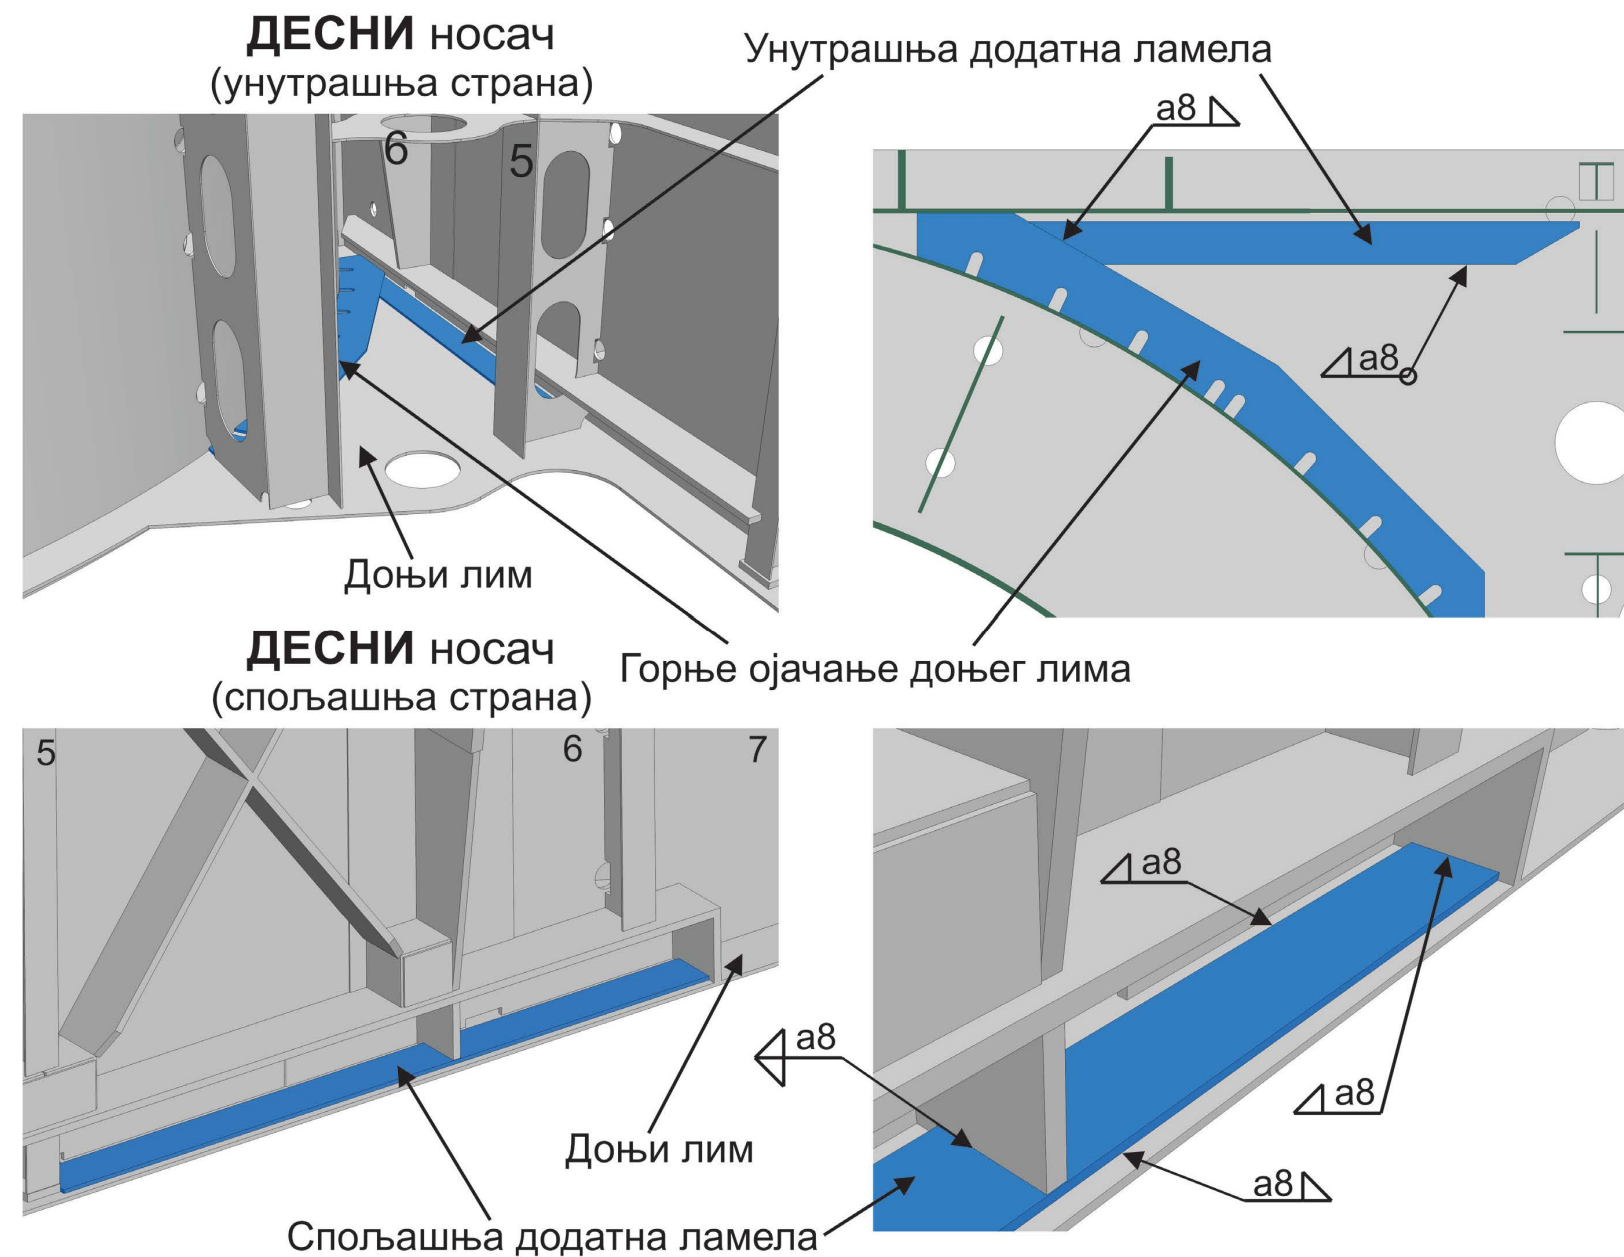 ДЕСНИ носач
(унутрашња страна)
Унутрашња додатна ламела
6
5
a8
a8
Доњи лим
Горње ојачање доњег лима
ДЕСНИ носач
(спољашња страна)
5
6
7
a8
a8
a8
a8
Доњи лим
Спољашња додатна ламела